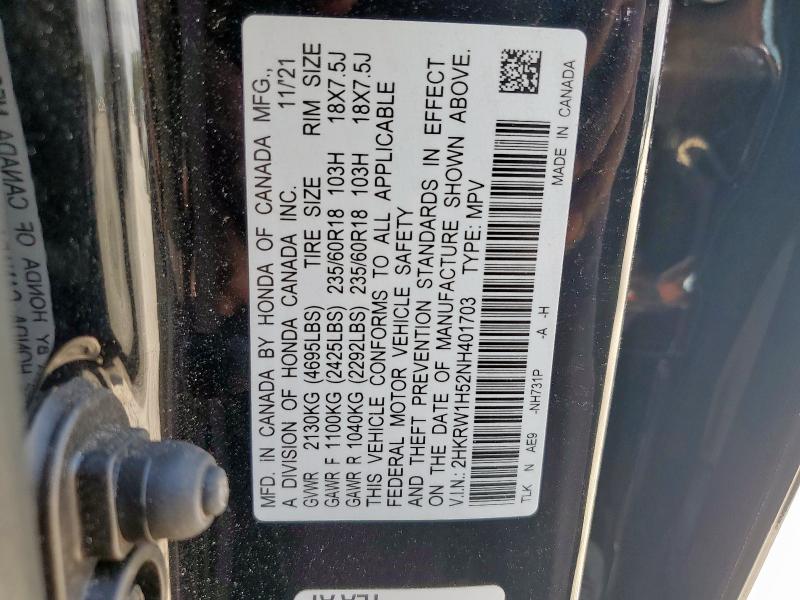 MFD. IN CANADA BY HONDA OF CANADA MFG.,
A DIVISION OF HONDA CANADA INC. 11/'21
GVWR 2130KG (4695LBS) TIRE SIZE RIM SIZE
GAWR F 1100KG (2425LBS) 235/60R18 103H 18X7.5J
GAWR R 1040KG (2292LBS) 235/60R18 103H 18X7.5J
THIS VEHICLE CONFORMS TO ALL APPLICABLE
FEDERAL MOTOR VEHICLE SAFETY
AND THEFT PREVENTION STANDARDS IN EFFECT
ON THE DATE OF MANUFACTURE SHOWN ABOVE.
V.I.N.: 2HKRW1H52NH401703 TYPE: MPV
TLK N AE9 -NH731P -A -H
MADE IN CANADA